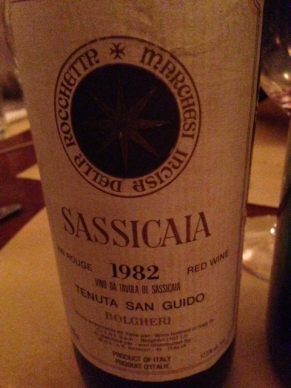 MARCHESI INCISA DELLA ROCCHETTA
SASSICAIA
ROUGE 1982 RED WINE
VINO DA TAVOLA DI SASSICAIA
TENUTA SAN GUIDO
BOLGHERI
PRODUCT OF ITALY
PRODUIT D'ITALIE